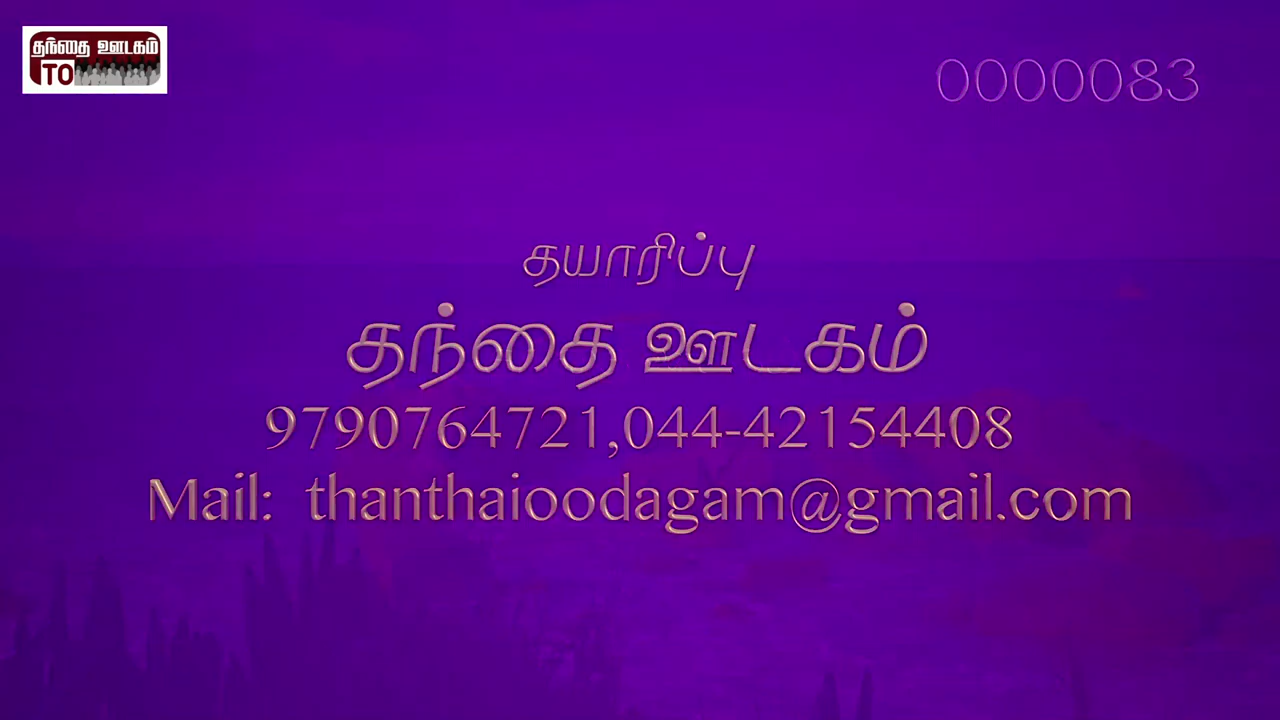 தந்தை ஊடகம்
TO
0000083
தயாரிப்பு
தந்தை ஊடகம்
9790764721,044-42154408
Mail: thanthaioodagam@gmail.com